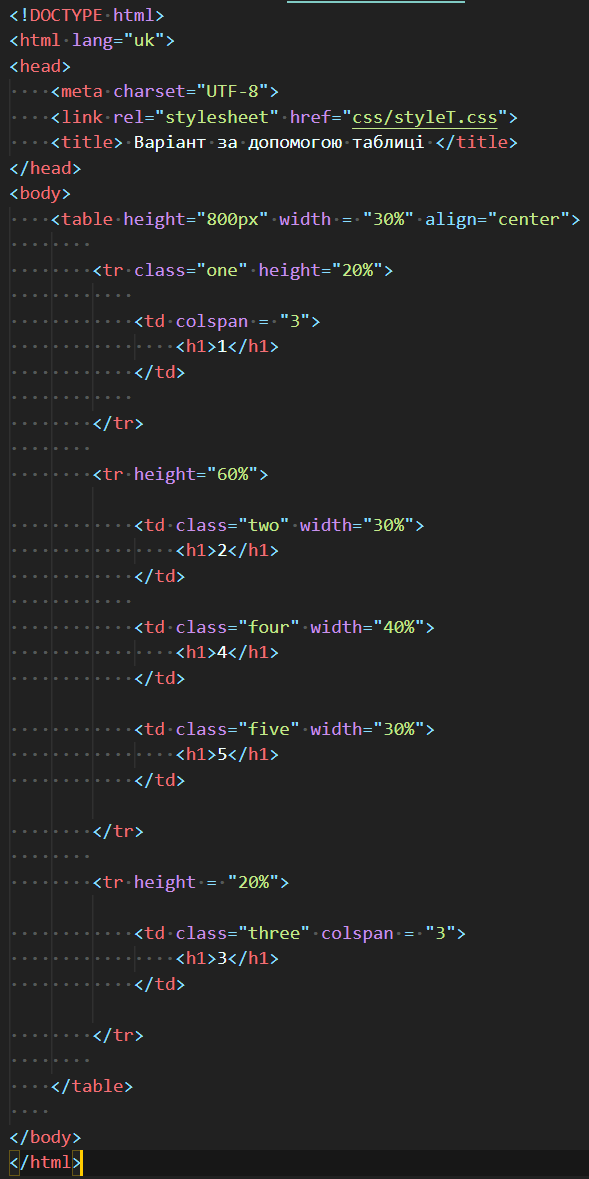 <!DOCTYPE html>
<html lang="uk">
<head>
    <meta charset="UTF-8">
    <link rel="stylesheet" href="css/styleT.css">
    <title> Варіант за допомогою таблиці </title>
</head>
<body>
    <table height="800px" width = "30%" align="center">
        <tr class="one" height="20%">
            <td colspan = "3">
                <h1>1</h1>
            </td>
        </tr>
        <tr height="60%">
            <td class="two" width="30%">
                <h1>2</h1>
            </td>
            <td class="four" width="40%">
                <h1>4</h1>
            </td>
            <td class="five" width="30%">
                <h1>5</h1>
            </td>
        </tr>
        <tr height = "20%">
            <td class="three" colspan = "3">
                <h1>3</h1>
            </td>
        </tr>
    </table>
</body>
</html>